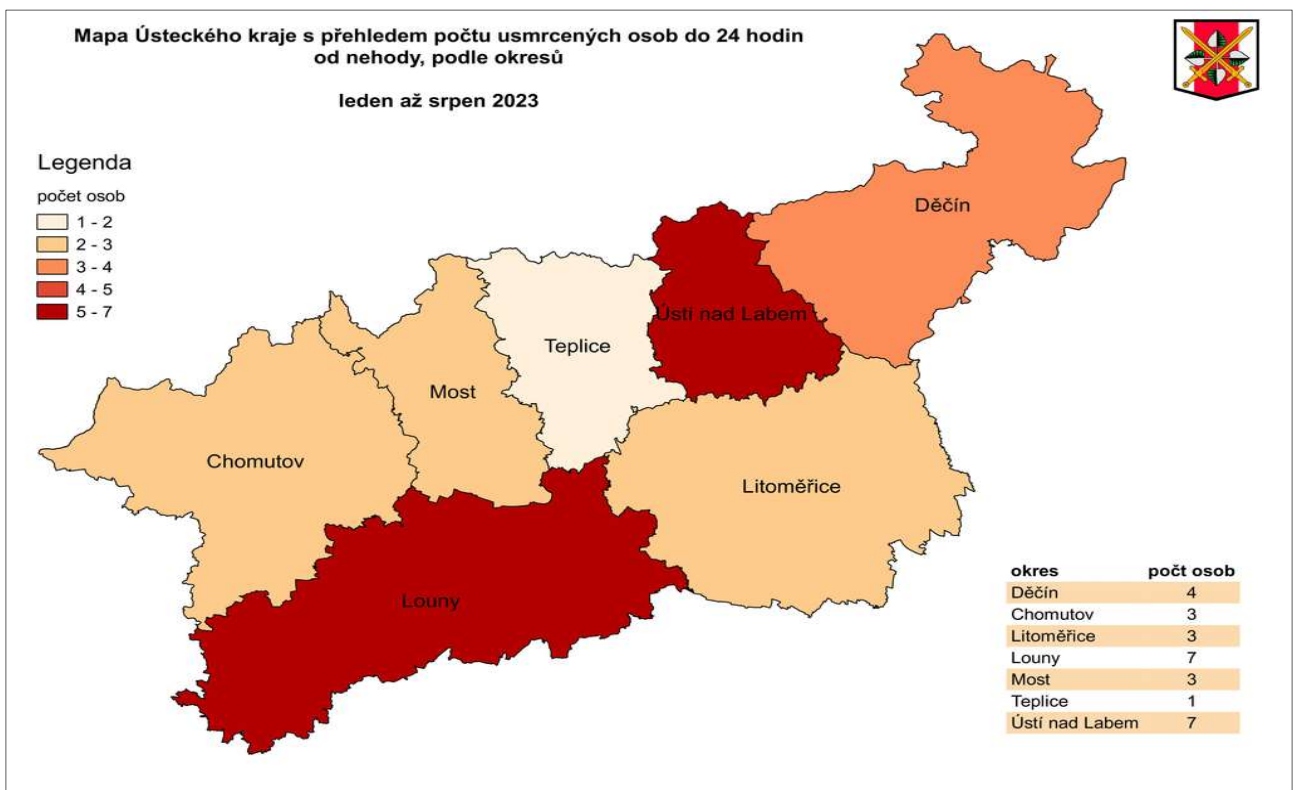 Mapa Ústeckého kraje s přehledem počtu usmrcených osob do 24 hodin
od nehody, podle okresů
leden až srpen 2023
Legenda
počet osob
1 - 2
2 - 3
3 - 4
4 - 5
5 - 7
Děčín
Ústí nad Labem
Teplice
Most
Chomutov
Litoměřice
Louny
okres počt osob
Děčín 4
Chomutov 3
Litoměřice 3
Louny 7
Most 3
Teplice 1
Ústí nad Labem 7